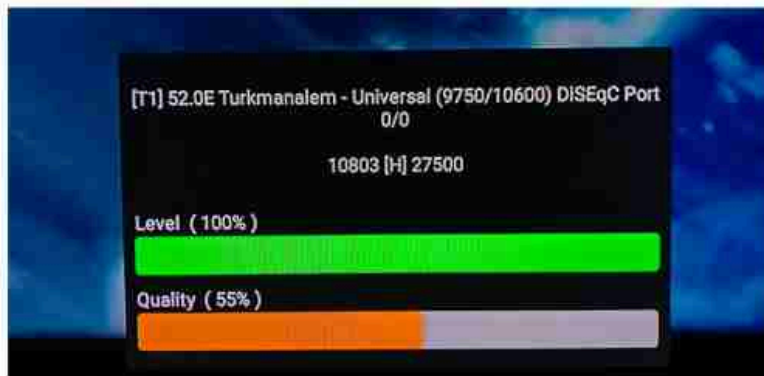 [T1] 52.0E Turkmanalem - Universal (9750/10600) DISEqC Port
0/0
10803 [H] 27500
Level ( 100% )
Quality ( 55% )